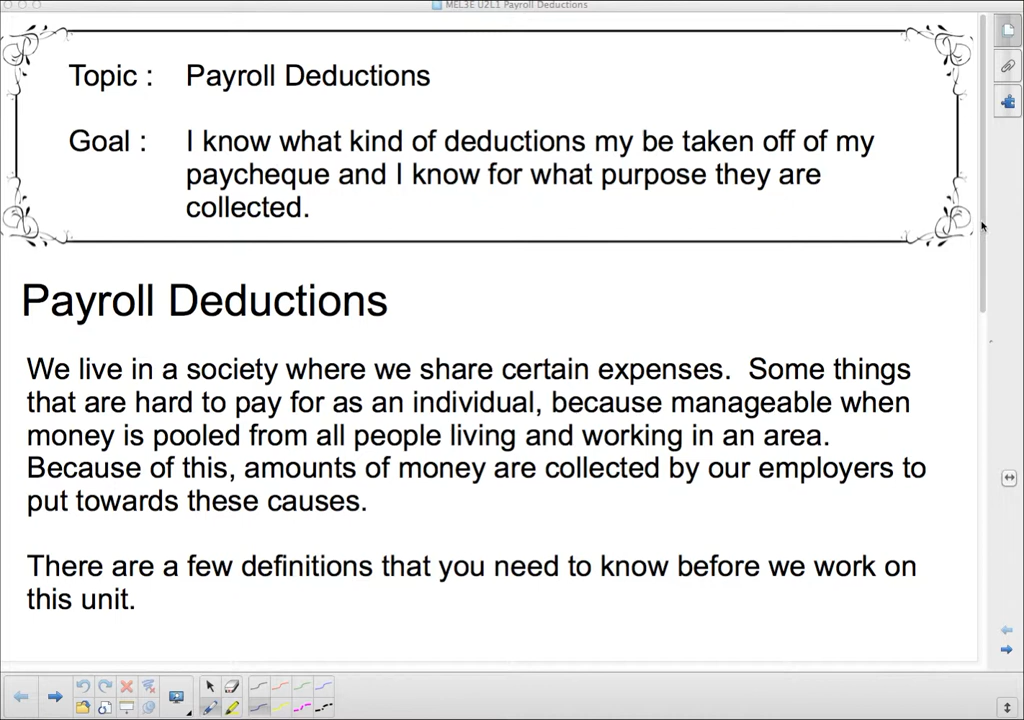 MEL3E U2L1 Payroll Deductions
Topic : Payroll Deductions
Goal : I know what kind of deductions my be taken off of my
paycheque and I know for what purpose they are
collected.
Payroll Deductions
We live in a society where we share certain expenses.  Some things
that are hard to pay for as an individual, because manageable when
money is pooled from all people living and working in an area.
Because of this, amounts of money are collected by our employers to
put towards these causes.
There are a few definitions that you need to know before we work on
this unit.